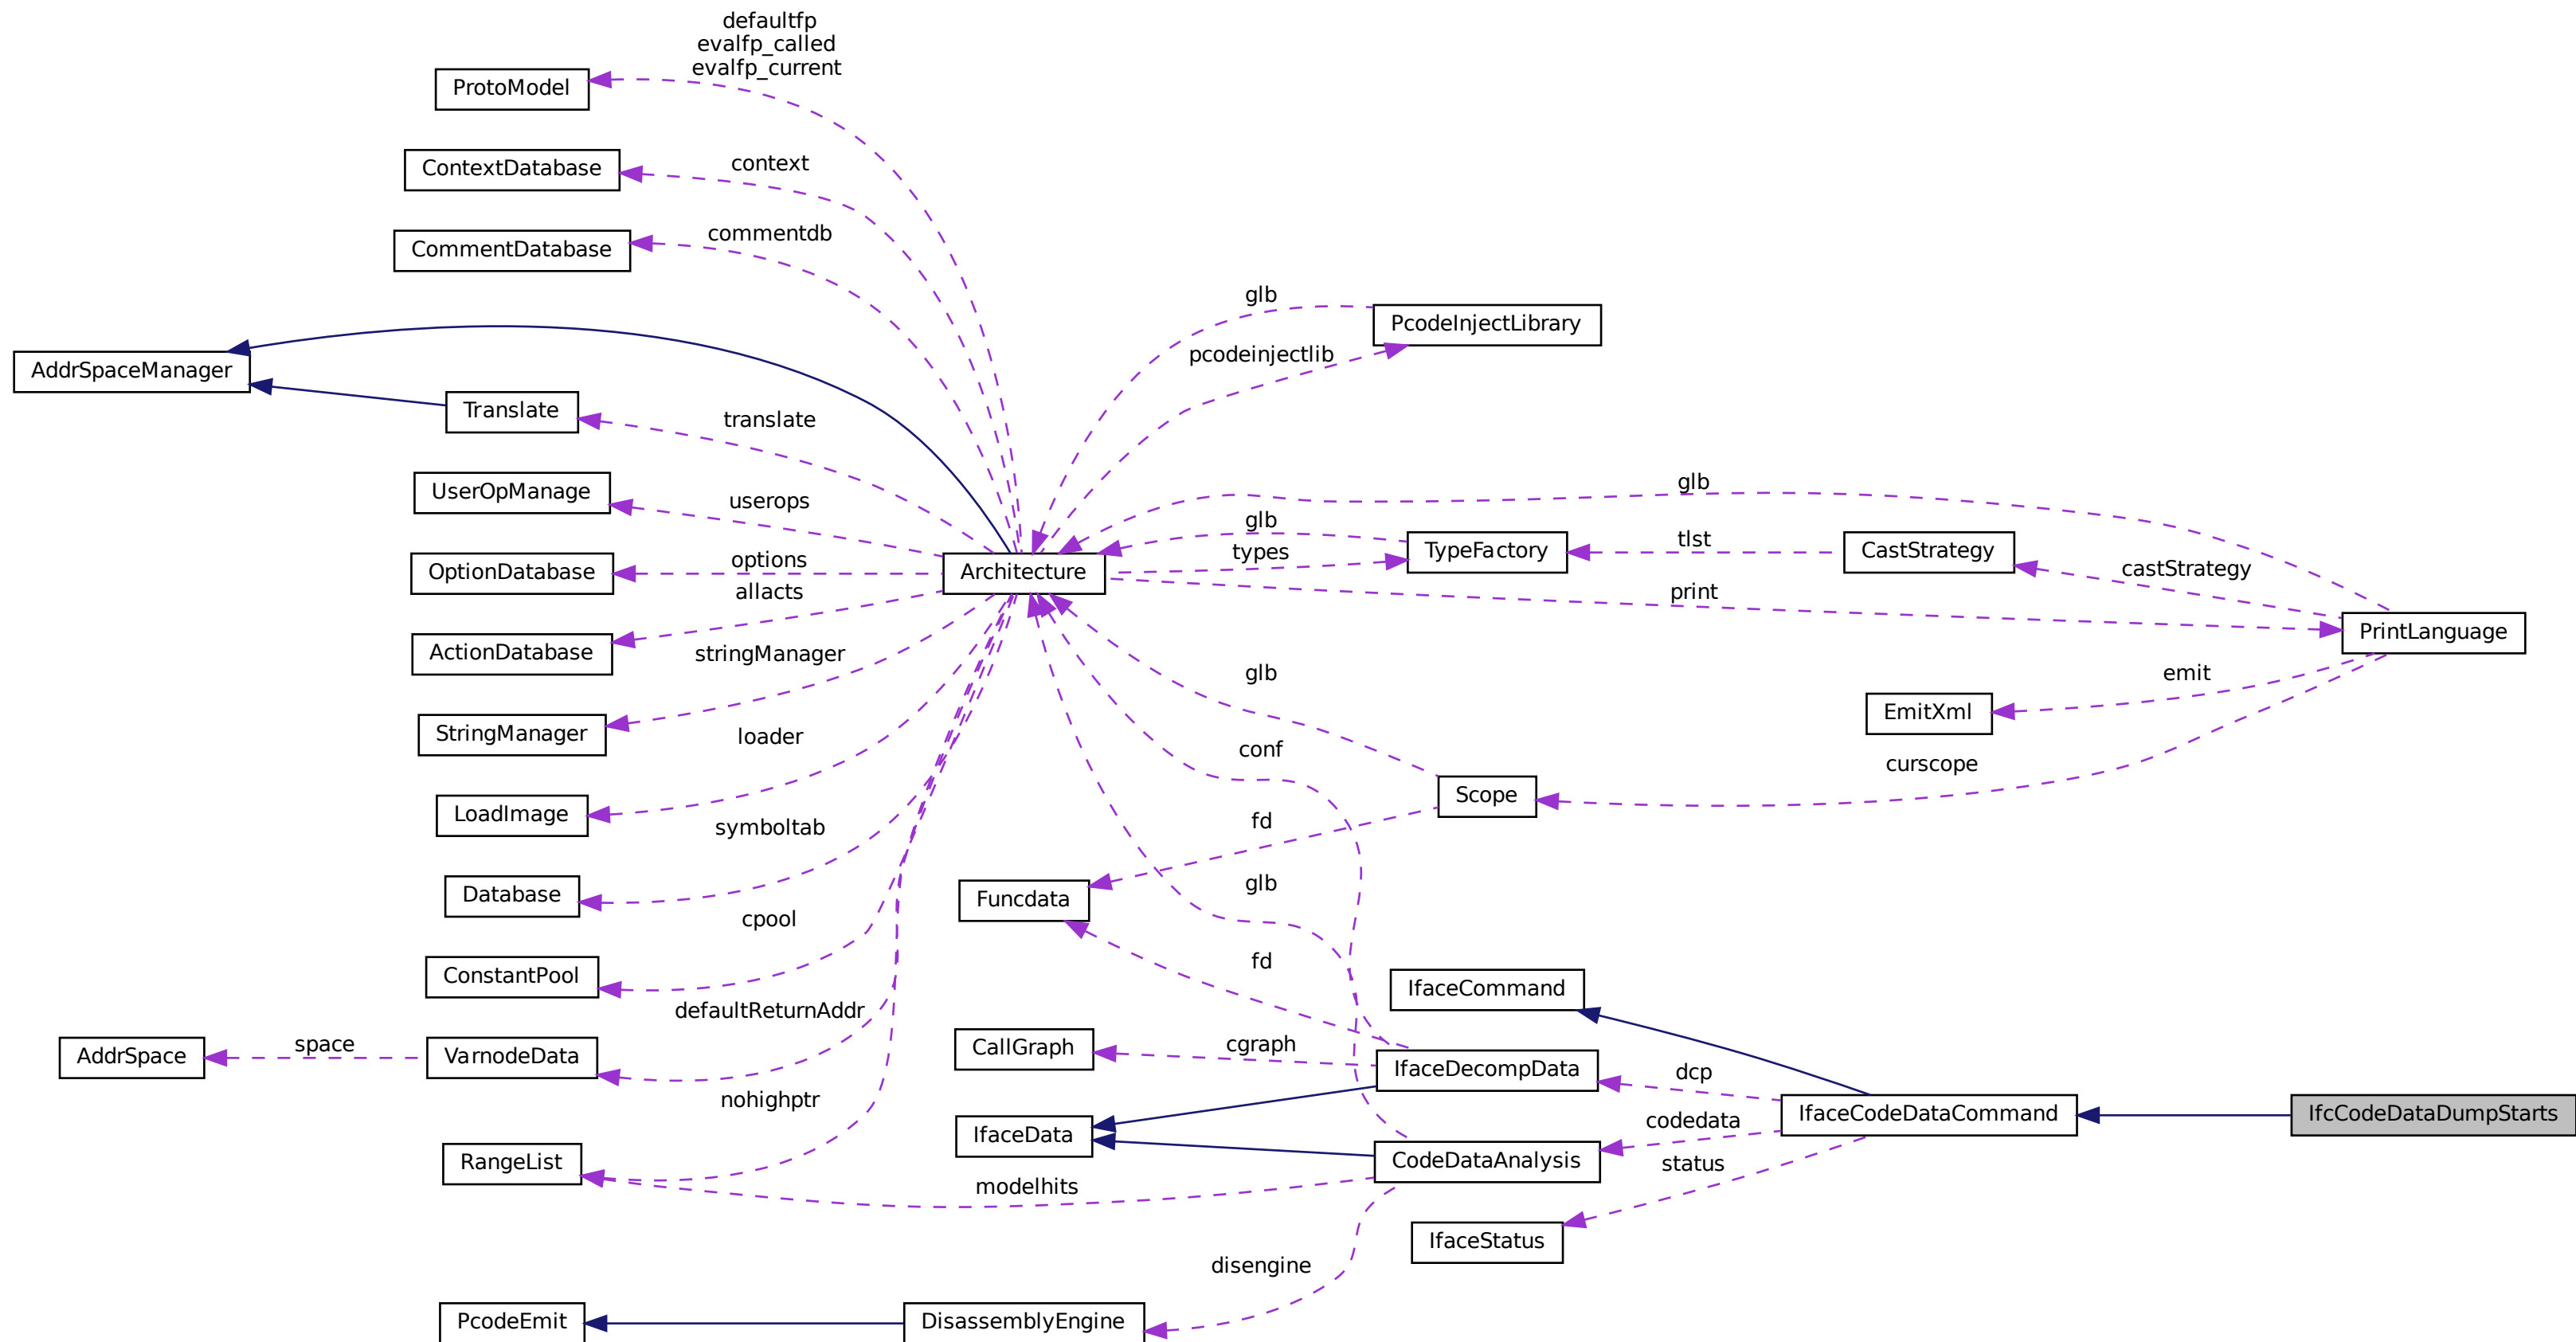 defaultfp
evalfp_called
evalfp_current
ProtoModel
context
ContextDatabase
commentdb
CommentDatabase
glb
PcodeInjectLibrary
pcodeinjectlib
AddrSpaceManager
Translate
translate
glb
UserOpManage
userops
glb
TypeFactory
tlst
CastStrategy
types
options
OptionDatabase
Architecture
castStrategy
allacts
print
PrintLanguage
ActionDatabase
stringManager
glb
emit
EmitXml
StringManager
loader
conf
curscope
Scope
LoadImage
symboltab
fd
glb
Database
Funcdata
cpool
fd
ConstantPool
IfaceCommand
defaultReturnAddr
space
AddrSpace
VarnodeData
CallGraph
cgraph
IfaceDecompData
dcp
nohighptr
IfaceCodeDataCommand
IfcCodeDataDumpStarts
codedata
IfaceData
RangeList
CodeDataAnalysis
status
modelhits
IfaceStatus
disengine
PcodeEmit
DisassemblyEngine